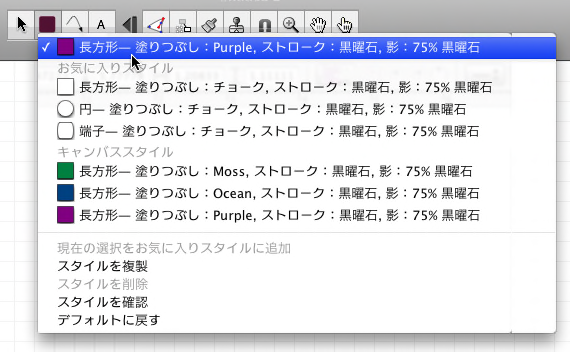 A
✓ 長方形— 塗りつぶし：Purple, ストローク：黒曜石, 影：75% 黒曜石
お気に入りスタイル
長方形— 塗りつぶし：チョーク, ストローク：黒曜石, 影：75% 黒曜石
円— 塗りつぶし：チョーク, ストローク：黒曜石, 影：75% 黒曜石
端子— 塗りつぶし：チョーク, ストローク：黒曜石, 影：75% 黒曜石
キャンバススタイル
長方形— 塗りつぶし：Moss, ストローク：黒曜石, 影：75% 黒曜石
長方形— 塗りつぶし：Ocean, ストローク：黒曜石, 影：75% 黒曜石
長方形— 塗りつぶし：Purple, ストローク：黒曜石, 影：75% 黒曜石
現在の選択をお気に入りスタイルに追加
スタイルを複製
スタイルを削除
スタイルを確認
デフォルトに戻す